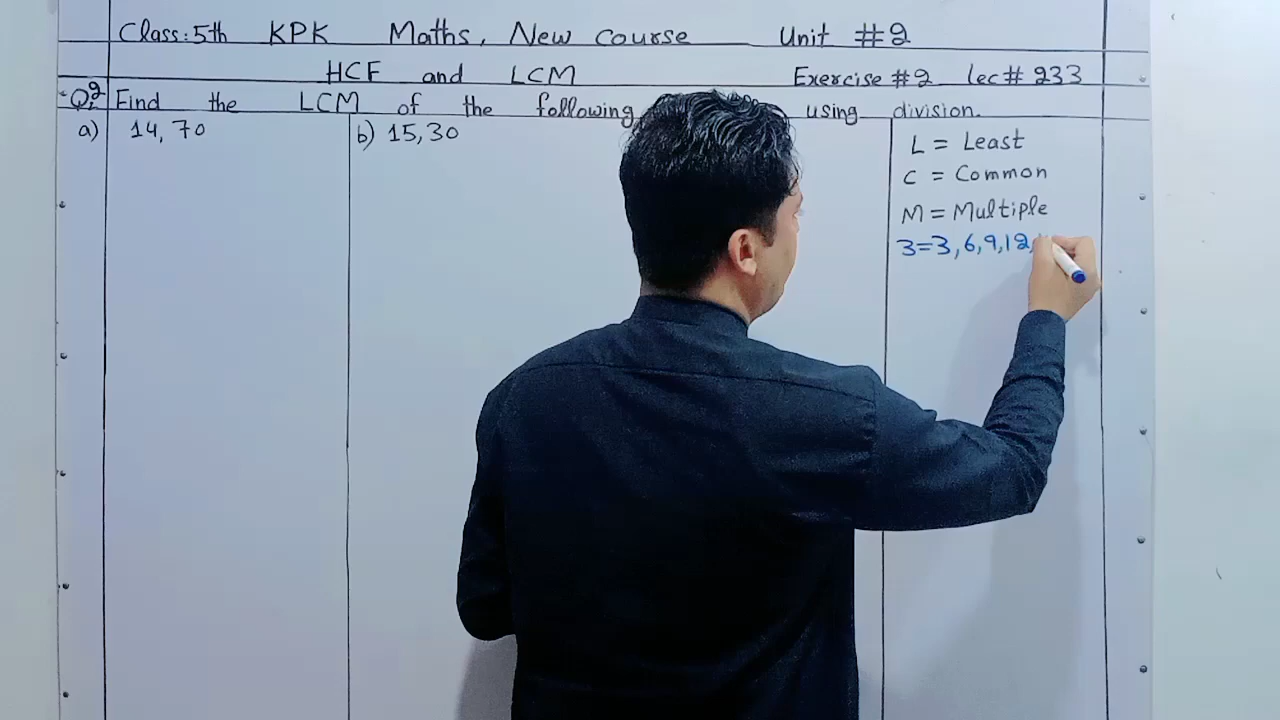 Class:5th KPK Maths, New course Unit #2
HCF and LCM Exercise #2 lec# 233
Q.2 Find the LCM of the following using division.
a) 14, 70
b) 15, 30
L = Least
C = Common
M = Multiple
3=3,6,9,12,